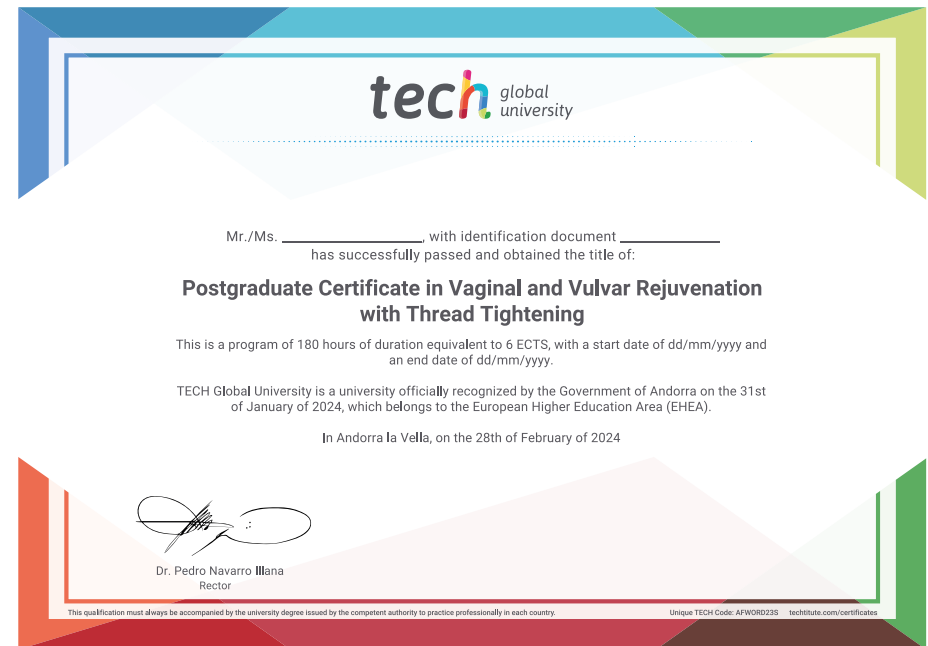 tech global
university
Mr./Ms. ____________, with identification document ____________
has successfully passed and obtained the title of:
Postgraduate Certificate in Vaginal and Vulvar Rejuvenation
with Thread Tightening
This is a program of 180 hours of duration equivalent to 6 ECTS, with a start date of dd/mm/yyyy and
an end date of dd/mm/yyyy.
TECH Global University is a university officially recognized by the Government of Andorra on the 31st
of January of 2024, which belongs to the European Higher Education Area (EHEA).
In Andorra la Vella, on the 28th of February of 2024
Dr. Pedro Navarro Illana
Rector
This qualification must always be accompanied by the university degree issued by the competent authority to practice professionally in each country.
Unique TECH Code: AFWORD23S techtitute.com/certificates